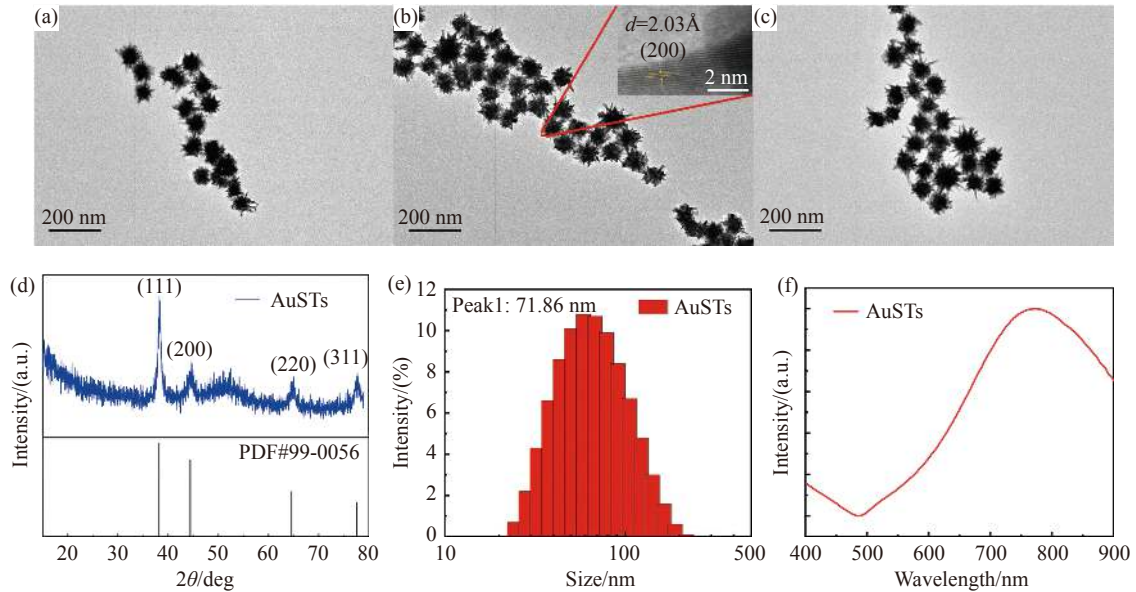 (a)
200 nm
(b)
d=2.03Å
(200)
2 nm
200 nm
(c)
200 nm
(d)
(111)
AuSTs
(200)
(220)
(311)
PDF#99-0056
Intensity/(a.u.)
20 30 40 50 60 70 80
2θ/deg
(e)
Peak1: 71.86 nm
AuSTs
12
10
8
6
4
2
0
Intensity/(%)
10 100 500
Size/nm
(f)
AuSTs
Intensity/(a.u.)
400 500 600 700 800 900
Wavelength/nm